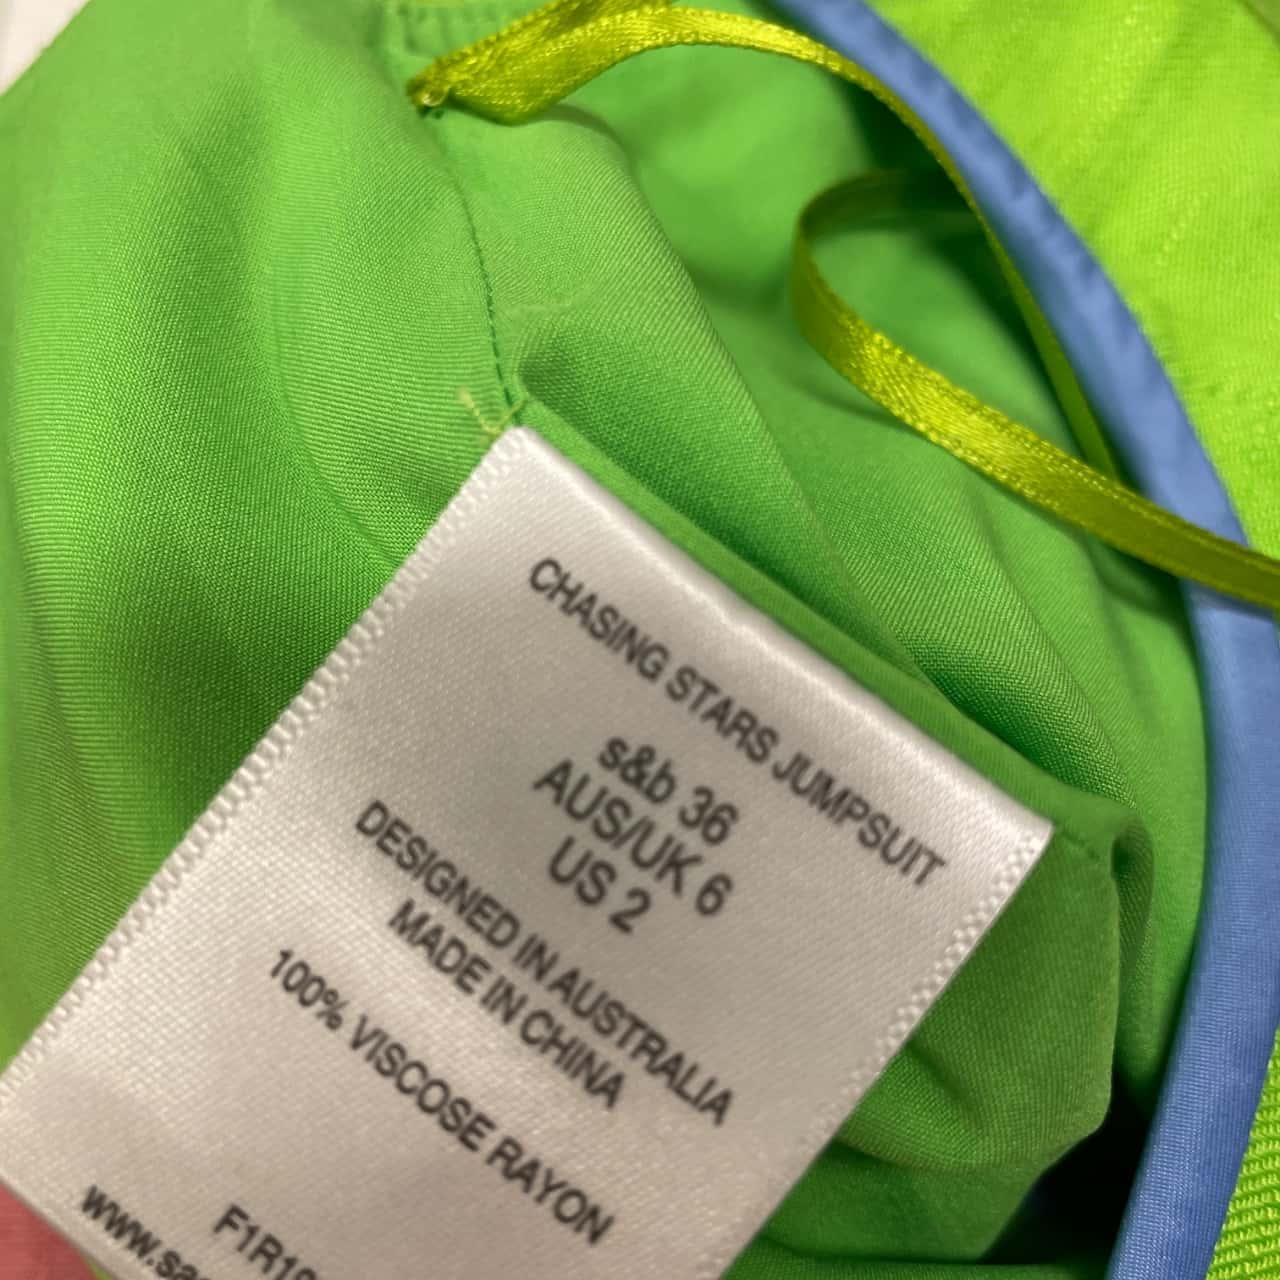 CHASING STARS JUMPSUIT
s&b 36
AUS/UK 6
US 2
DESIGNED IN AUSTRALIA
MADE IN CHINA
100% VISCOSE RAYON